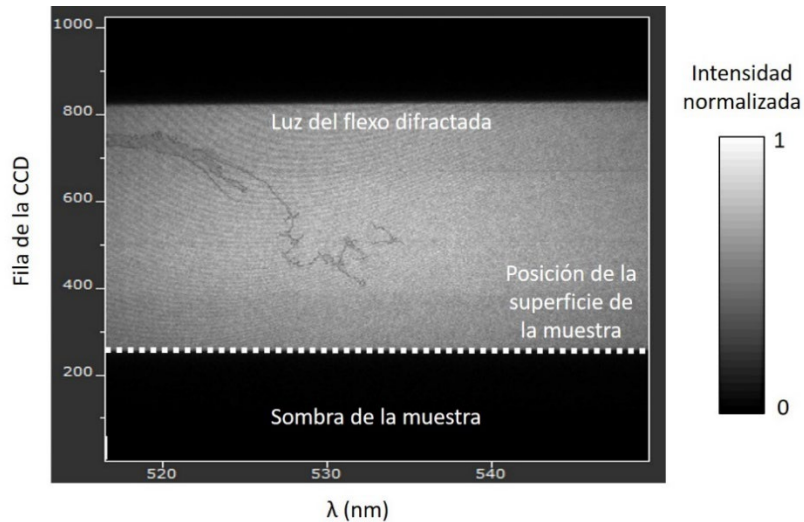 1000
800
600
400
200
Fila de la CCD
Luz del flexo difractada
Posición de la
superficie de
la muestra
Sombra de la muestra
520
530
540
λ (nm)
Intensidad
normalizada
1
0